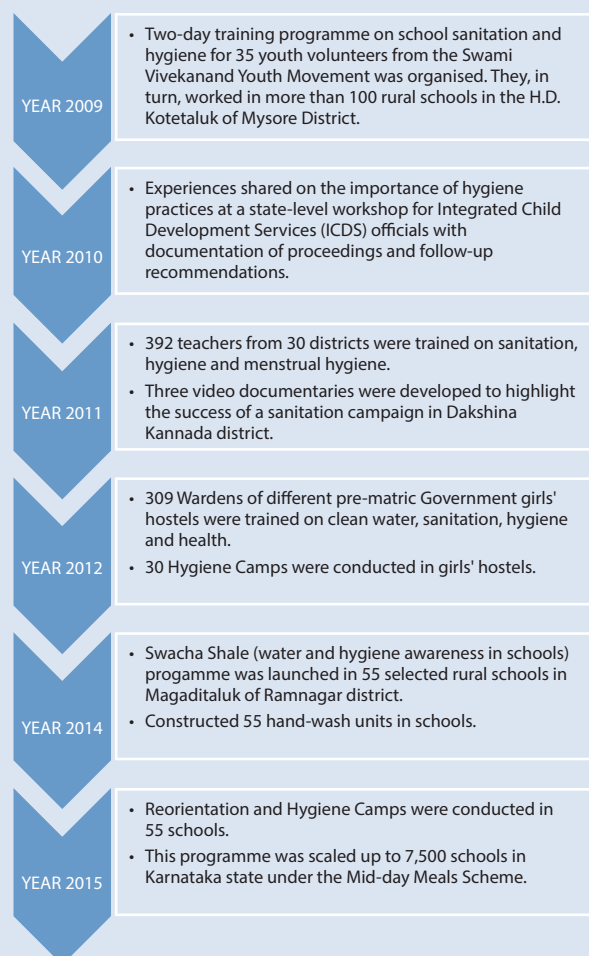 • Two-day training programme on school sanitation and
hygiene for 35 youth volunteers from the Swami
Vivekanand Youth Movement was organised. They, in
turn, worked in more than 100 rural schools in the H.D.
Kotetaluk of Mysore District.
YEAR 2009
• Experiences shared on the importance of hygiene
practices at a state-level workshop for Integrated Child
Development Services (ICDS) officials with
documentation of proceedings and follow-up
recommendations.
YEAR 2010
• 392 teachers from 30 districts were trained on sanitation,
hygiene and menstrual hygiene.
• Three video documentaries were developed to highlight
the success of a sanitation campaign in Dakshina
Kannada district.
YEAR 2011
• 309 Wardens of different pre-matric Government girls'
hostels were trained on clean water, sanitation, hygiene
and health.
• 30 Hygiene Camps were conducted in girls' hostels.
YEAR 2012
• Swacha Shale (water and hygiene awareness in schools)
progamme was launched in 55 selected rural schools in
Magaditaluk of Ramnagar district.
• Constructed 55 hand-wash units in schools.
YEAR 2014
• Reorientation and Hygiene Camps were conducted in
55 schools.
• This programme was scaled up to 7,500 schools in
Karnataka state under the Mid-day Meals Scheme.
YEAR 2015